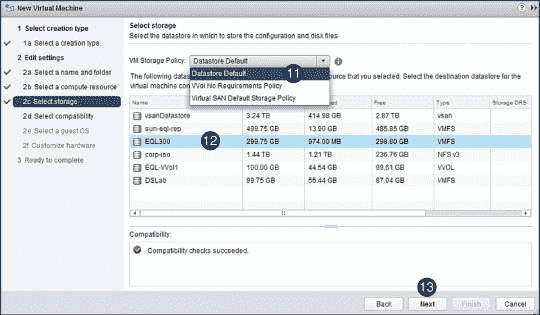 New Virtual Machine
1 Select creation type
1a Select a creation type
2 Edit settings
2a Select a name and folder
2b Select a compute resource
2c Select storage
2d Select compatibility
2e Select a guest OS
2f Customize hardware
3 Ready to complete
Select storage
Select the datastore in which to store the configuration and disk files
VM Storage Policy: Datastore Default
Datastore Default
11
VVol No Requirements Policy
Virtual SAN Default Storage Policy
The following datas ource that you selected. Select the destination datastore for the
virtual machine con
Name Free Type Storage DRS
vsanDatastore 3.24 TB 414.98 GB 2.87 TB vsan
sun-eql-rep 499.75 GB 13.90 GB 485.85 GB VMFS
EQL300 12 299.75 GB 974.00 MB 298.80 GB VMFS
corp-iso 1.44 TB 1.21 TB 236.76 GB NFS v3
EQL-VVol1 100.00 GB 44.54 GB 99.51 GB VVOL
DSLab 99.75 GB 55.44 GB 87.04 GB VMFS
Compatibility:
Compatibility checks succeeded.
13
Back Next Finish Cancel